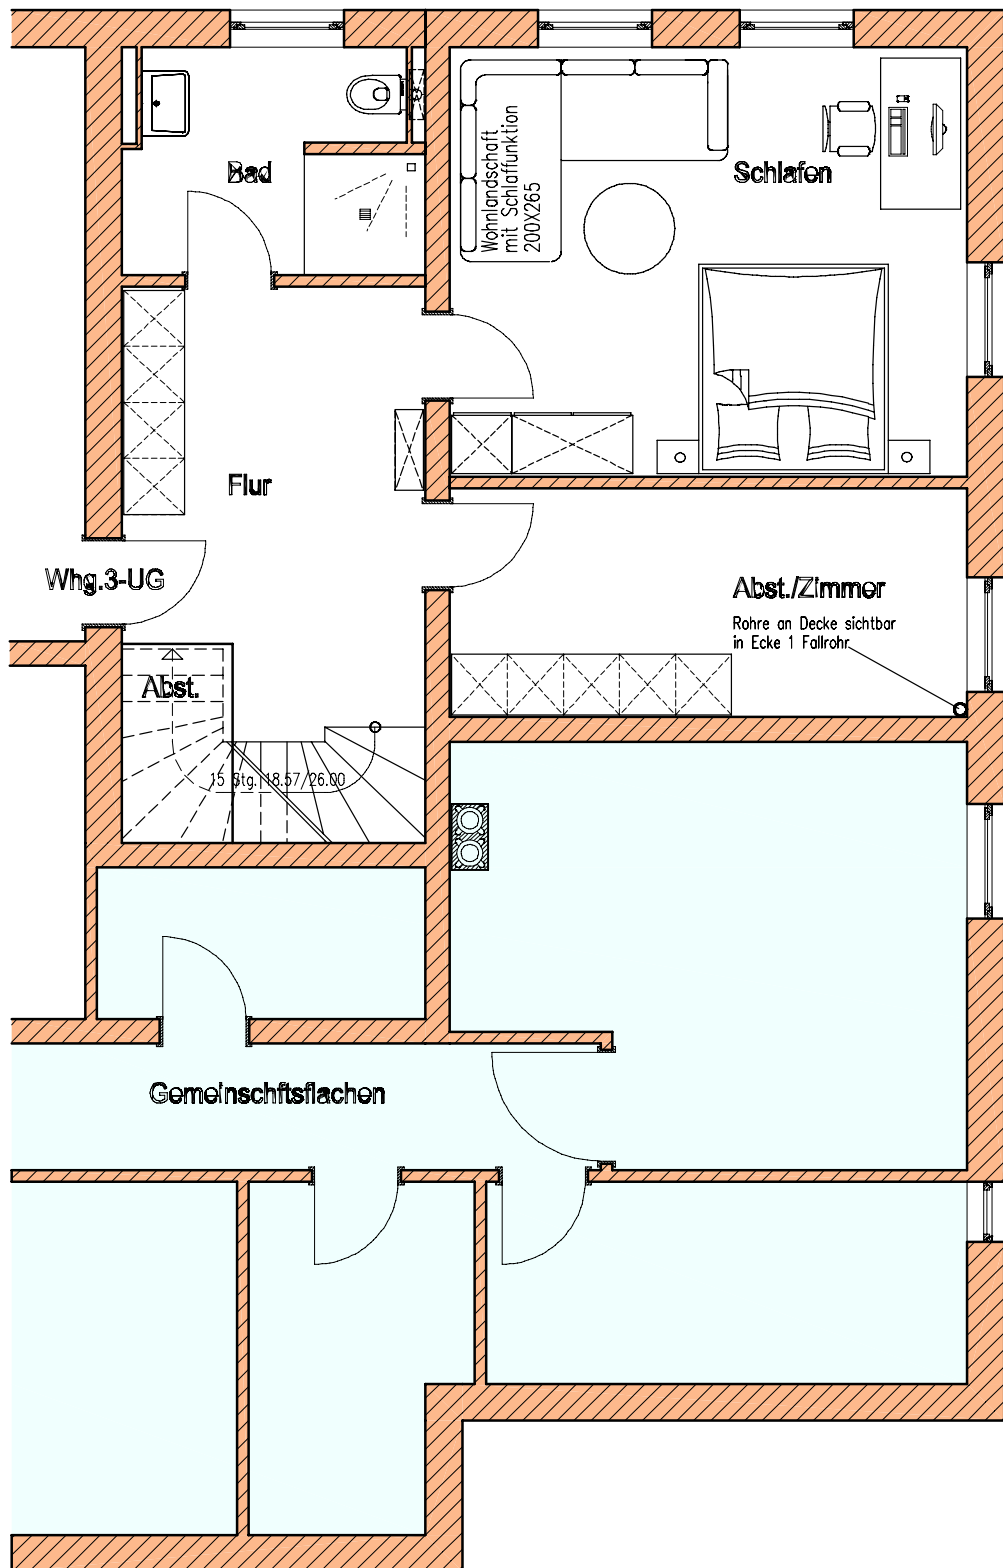 Bad
Wohnlandschaft
mit Schlaffunktion
200X265
Schlafen
Flur
Whg.3-UG
Abst./Zimmer
Rohre an Decke sichtbar
in Ecke 1 Fallrohr
Abst.
15 Stg. 18.57/26.00
Gemeinschftsflachen